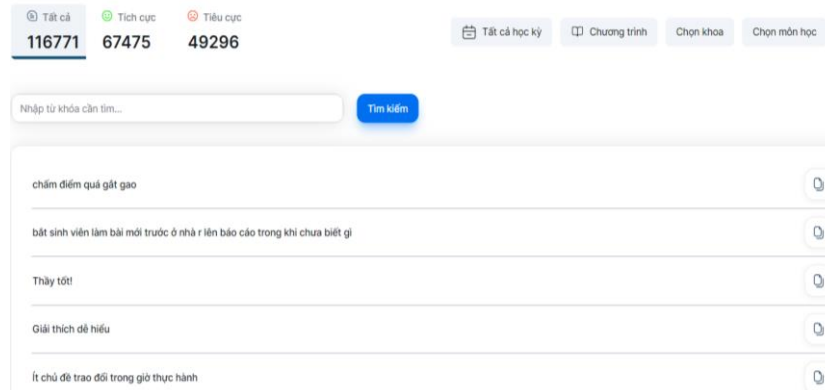 Tất cả
Tích cực
Tiêu cực
116771
67475
49296
Tất cả học kỳ
Chương trình
Chọn khoa
Chọn môn học
Nhập từ khóa cần tìm...
Tìm kiếm
chấm điểm quá gắt gao
bắt sinh viên làm bài mới trước ở nhà r lên báo cáo trong khi chưa biết gì
Thầy tốt!
Giải thích dễ hiểu
Ít chủ đề trao đổi trong giờ thực hành